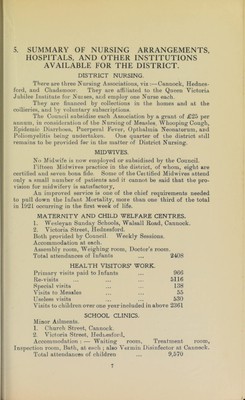 5. SUMMARY OF NURSING ARRANGEMENTS,
HOSPITALS, AND OTHER INSTITUTIONS
AVAILABLE FOR THE DISTRICT.
DISTRICT NURSING.
There are three Nursing Associations, viz :—Cannock, Hednes-
ford, and Chadsmoor. They are affiliated to the Queen Victoria
Jubilee Institute for Nurses, and employ one Nurse each.
They are financed by collections in the homes and at the
collieries, and by voluntary subscriptions.
The Council subsidise each Association by a grant of £25 per
annum, in consideration of the Nursing of Measles, Whooping Cough,
Epidemic Diarrhoea, Puerperal Fever, Opthalmia Neonatorum, and
Poliomyelitis being undertaken. One quarter of the district still
remains to be provided for in the matter of District Nursing.
MIDWIVES.
No Midwife is now employed or subsidised by the Council.
Fifteen Midwives practice in the district, of whom, eight are
certified and seven bona fide. Some of the Certified Midwives attend
only a small number of patients and it cannot be said that the pro-
vision for midwifery is satisfactory,
An improved service is one of the chief requirements needed
to pull down the Infant Mortality, more than one third of the total
in 1921 occurring in the first week of life.
MATERNITY AND CHILD WELFARE CENTRES.
1. Wesleyan Sunday Schools, Walsall Road, Cannock.
2. Victoria Street, Hednesford.
Both provided by Council Weekly Sessions.
Accommodation at each.
Assembly room, Weighing room, Doctor's room.
Total attendances of Infants ... 2408
HEALTH VISITORS' WORK.
Primary visits paid to Infants ... 966
Re-visits ... ... 5116
Special visits ... ... 138
Visits to Measles ... ... 55
Useless visits ... ... 530
Visits to children over one year included in above 2361
SCHOOL CLINICS.
Minor Ailments.
1. Church Street, Cannock.
2. Victoria Street, Hednesford,
Accommodation : — Waiting room, Treatment room,
Inspection room, Bath, at each ; also Vermin Disinfector at Cannock.
Total attendances of children ... 9,570
7